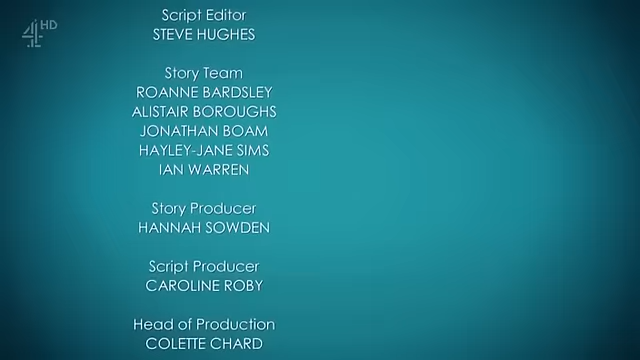 4HD
Script Editor
STEVE HUGHES
Story Team
ROANNE BARDSLEY
ALISTAIR BOROUGHS
JONATHAN BOAM
HAYLEY-JANE SIMS
IAN WARREN
Story Producer
HANNAH SOWDEN
Script Producer
CAROLINE ROBY
Head of Production
COLETTE CHARD